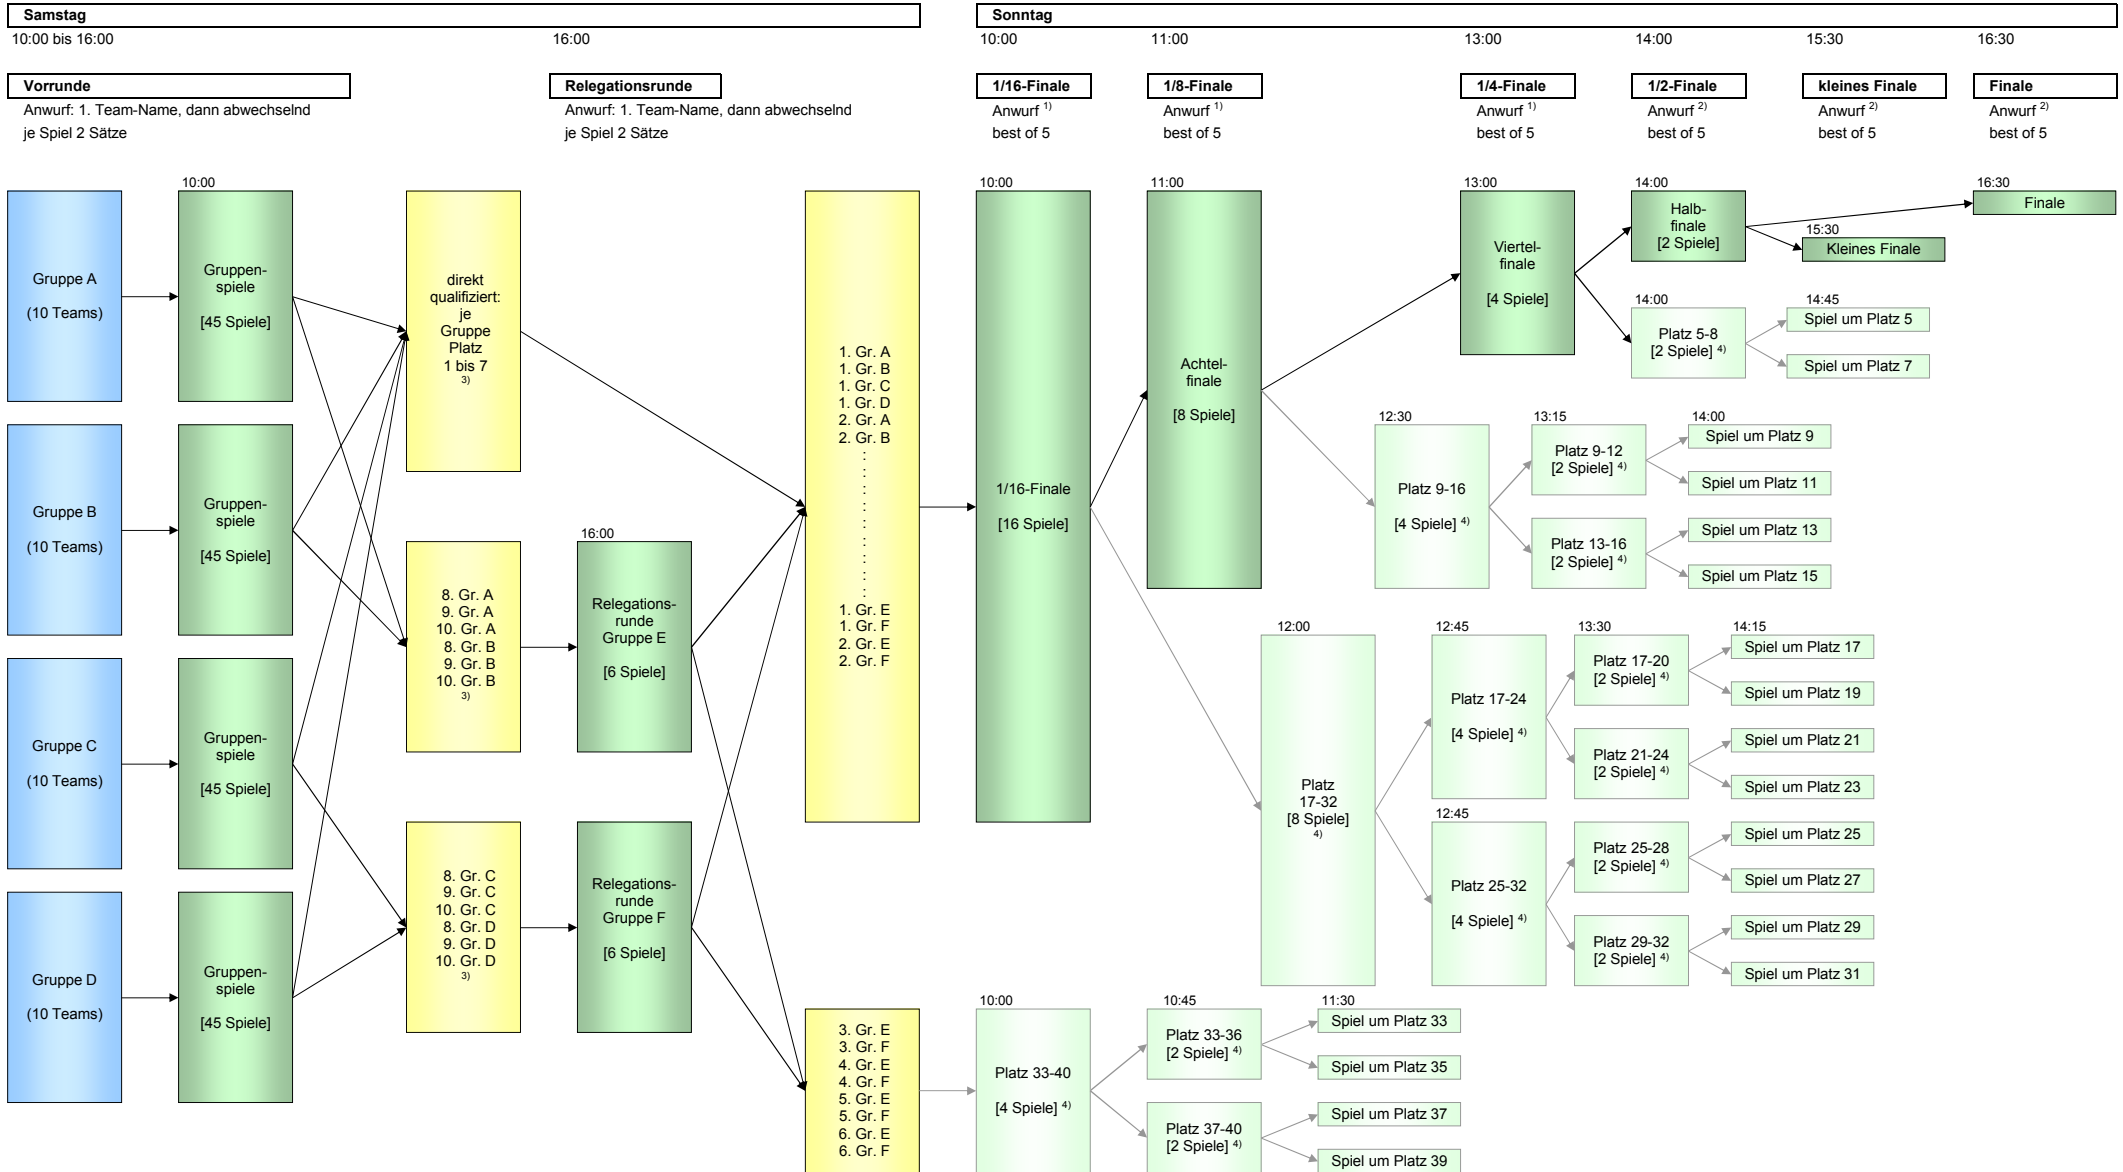 Samstag
Sonntag
10:00 bis 16:00
16:00
10:00
11:00
13:00
14:00
15:30
16:30
Vorrunde
Anwurf: 1. Team-Name, dann abwechselnd
je Spiel 2 Sätze
Relegationsrunde
Anwurf: 1. Team-Name, dann abwechselnd
je Spiel 2 Sätze
1/16-Finale
Anwurf 1)
best of 5
1/8-Finale
Anwurf 1)
best of 5
1/4-Finale
Anwurf 1)
best of 5
1/2-Finale
Anwurf 2)
best of 5
kleines Finale
Anwurf 2)
best of 5
Finale
Anwurf 2)
best of 5
Gruppe A
(10 Teams)
Gruppe B
(10 Teams)
Gruppe C
(10 Teams)
Gruppe D
(10 Teams)
10:00
Gruppen-
spiele
[45 Spiele]
Gruppen-
spiele
[45 Spiele]
Gruppen-
spiele
[45 Spiele]
Gruppen-
spiele
[45 Spiele]
direkt
qualifiziert:
je
Gruppe
Platz
1 bis 7
3)
8. Gr. A
9. Gr. A
10. Gr. A
8. Gr. B
9. Gr. B
10. Gr. B
3)
8. Gr. C
9. Gr. C
10. Gr. C
8. Gr. D
9. Gr. D
10. Gr. D
3)
16:00
Relegations-
runde
Gruppe E
[6 Spiele]
Relegations-
runde
Gruppe F
[6 Spiele]
1. Gr. A
1. Gr. B
1. Gr. C
1. Gr. D
2. Gr. A
2. Gr. B
:
:
:
:
:
:
:
:
:
1. Gr. E
1. Gr. F
2. Gr. E
2. Gr. F
3. Gr. E
3. Gr. F
4. Gr. E
4. Gr. F
5. Gr. E
5. Gr. F
6. Gr. E
6. Gr. F
10:00
1/16-Finale
[16 Spiele]
11:00
Achtel-
finale
[8 Spiele]
13:00
Viertel-
finale
[4 Spiele]
14:00
Halb-
finale
[2 Spiele]
16:30
Finale
15:30
Kleines Finale
14:00
Platz 5-8
[2 Spiele] 4)
14:45
Spiel um Platz 5
Spiel um Platz 7
12:30
Platz 9-16
[4 Spiele] 4)
13:15
Platz 9-12
[2 Spiele] 4)
Platz 13-16
[2 Spiele] 4)
14:00
Spiel um Platz 9
Spiel um Platz 11
Spiel um Platz 13
Spiel um Platz 15
12:00
Platz
17-32
[8 Spiele]
4)
12:45
Platz 17-24
[4 Spiele] 4)
12:45
Platz 25-32
[4 Spiele] 4)
13:30
Platz 17-20
[2 Spiele] 4)
Platz 21-24
[2 Spiele] 4)
Platz 25-28
[2 Spiele] 4)
Platz 29-32
[2 Spiele] 4)
14:15
Spiel um Platz 17
Spiel um Platz 19
Spiel um Platz 21
Spiel um Platz 23
Spiel um Platz 25
Spiel um Platz 27
Spiel um Platz 29
Spiel um Platz 31
10:00
Platz 33-40
[4 Spiele] 4)
10:45
Platz 33-36
[2 Spiele] 4)
Platz 37-40
[2 Spiele] 4)
11:30
Spiel um Platz 33
Spiel um Platz 35
Spiel um Platz 37
Spiel um Platz 39